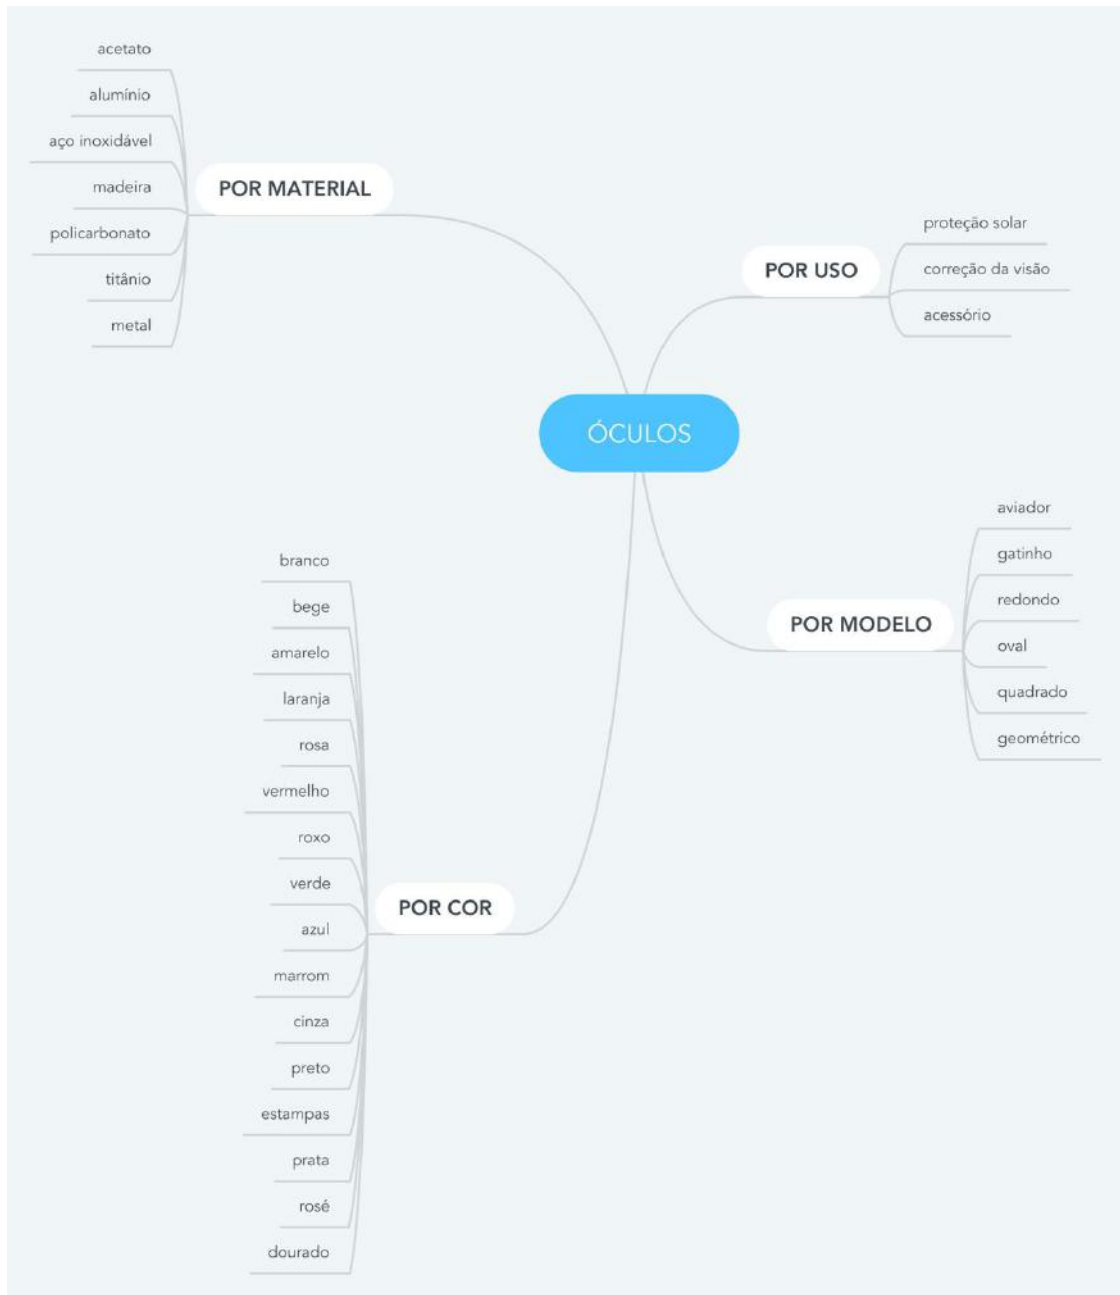 acetato
alumínio
aço inoxidável
madeira
policarbonato
titânio
metal
POR MATERIAL
POR USO
proteção solar
correção da visão
acessório
ÓCULOS
POR MODELO
aviador
gatinho
redondo
oval
quadrado
geométrico
branco
bege
amarelo
laranja
rosa
vermelho
roxo
verde
azul
marrom
cinza
preto
estampas
prata
rosé
dourado
POR COR